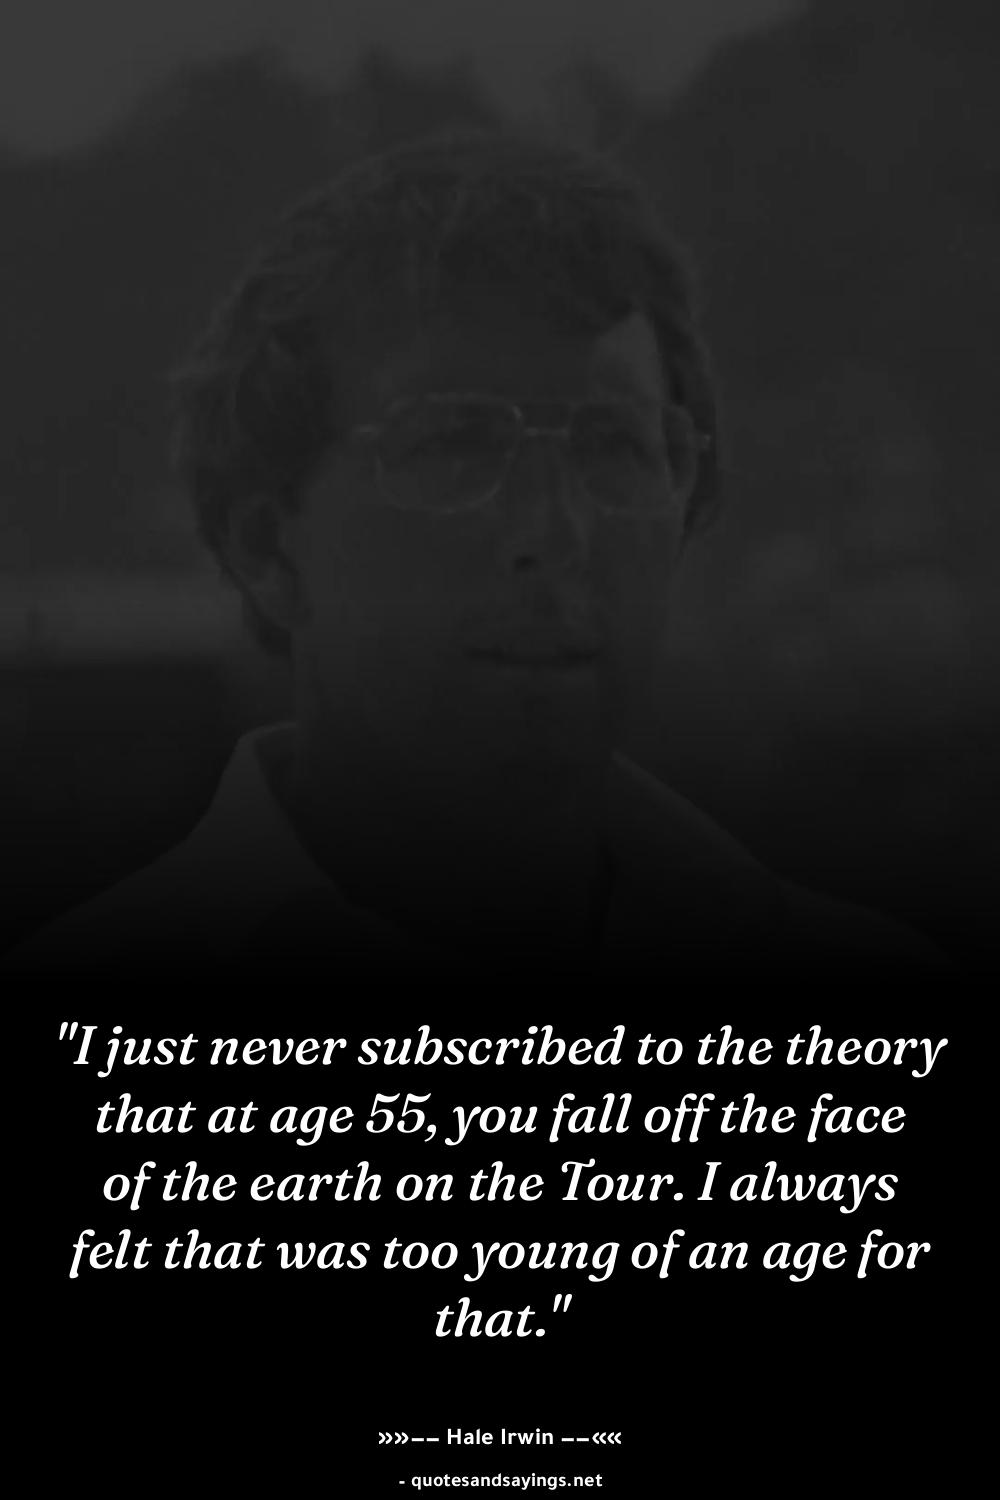 "I just never subscribed to the theory
that at age 55, you fall off the face
of the earth on the Tour. I always
felt that was too young of an age for
that."
»»−− Hale Irwin −−««
- quotesandsayings.net